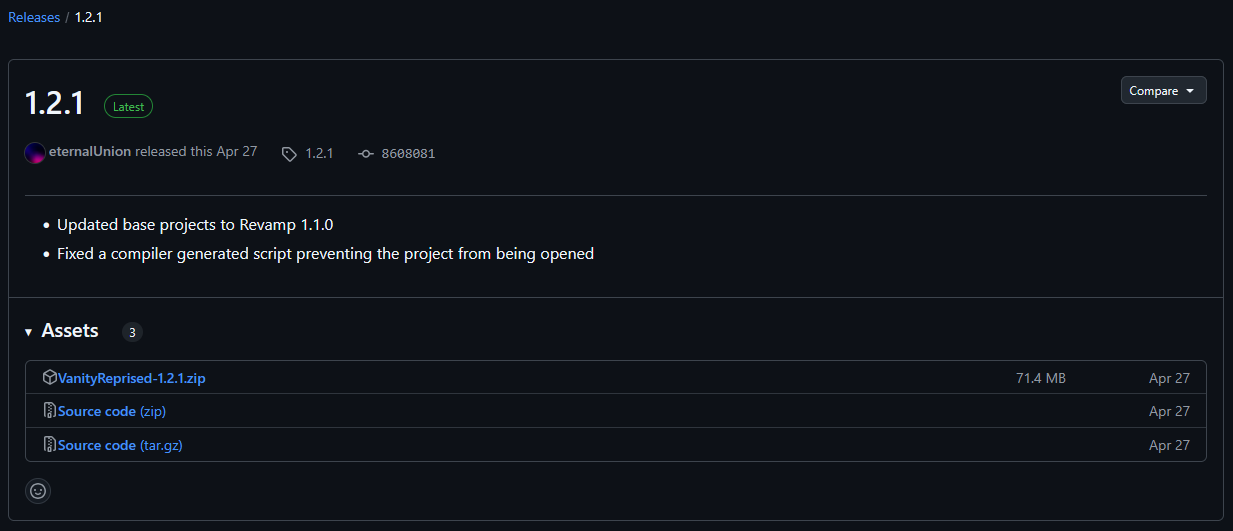 Releases / 1.2.1
1.2.1 Latest
Compare
eternalUnion released this Apr 27 1.2.1 8608081
Updated base projects to Revamp 1.1.0
Fixed a compiler generated script preventing the project from being opened
Assets 3
VanityReprised-1.2.1.zip 71.4 MB Apr 27
Source code (zip) Apr 27
Source code (tar.gz) Apr 27